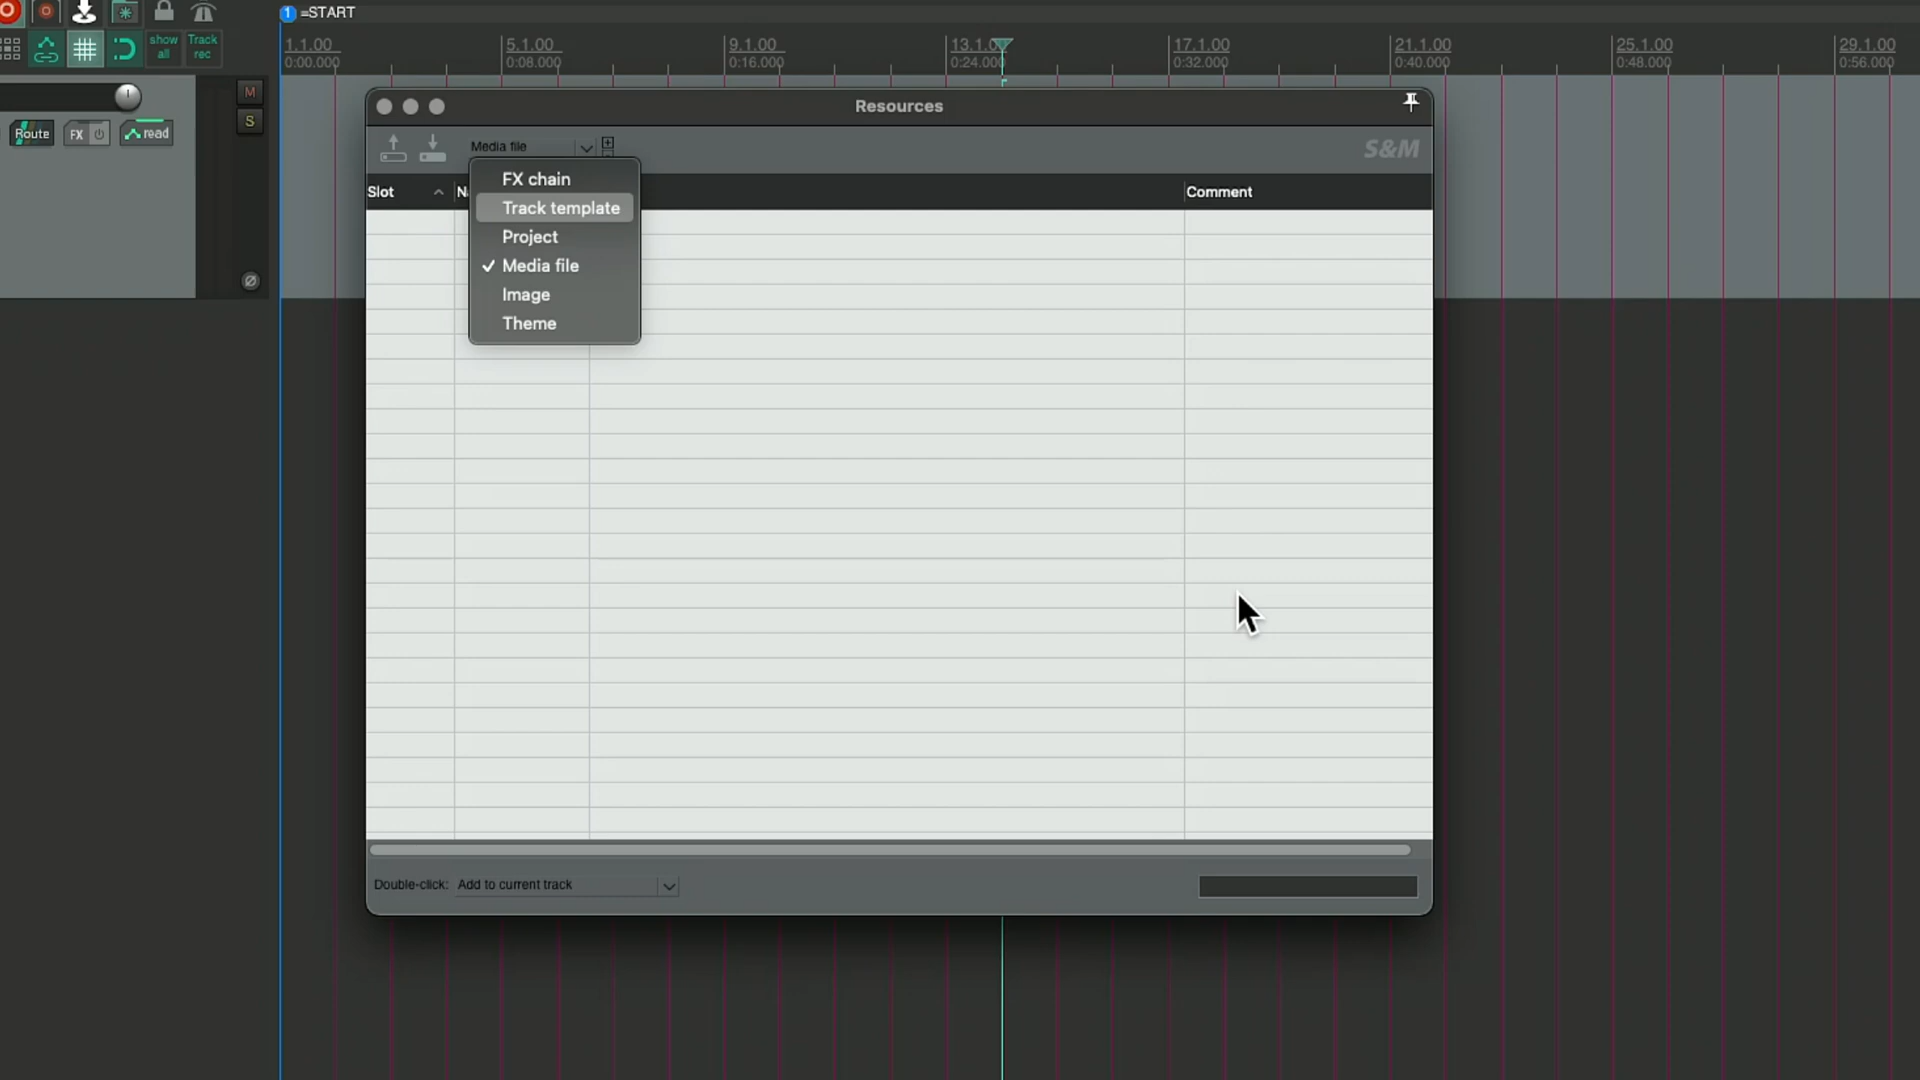 1 =START
show all
Track rec
1.1.00 5.1.00 9.1.00 13.1.0 17.1.00 21.1.00 25.1.00 29.1.00
0:00.000 0:08.000 0:16.000 0:24.000 0:32.000 0:40.000 0:48.000 0:56.000
M
S
Route FX read
Resources
Media file
S&M
Slot N Comment
FX chain
Track template
Project
✓ Media file
Image
Theme
Double-click: Add to current track